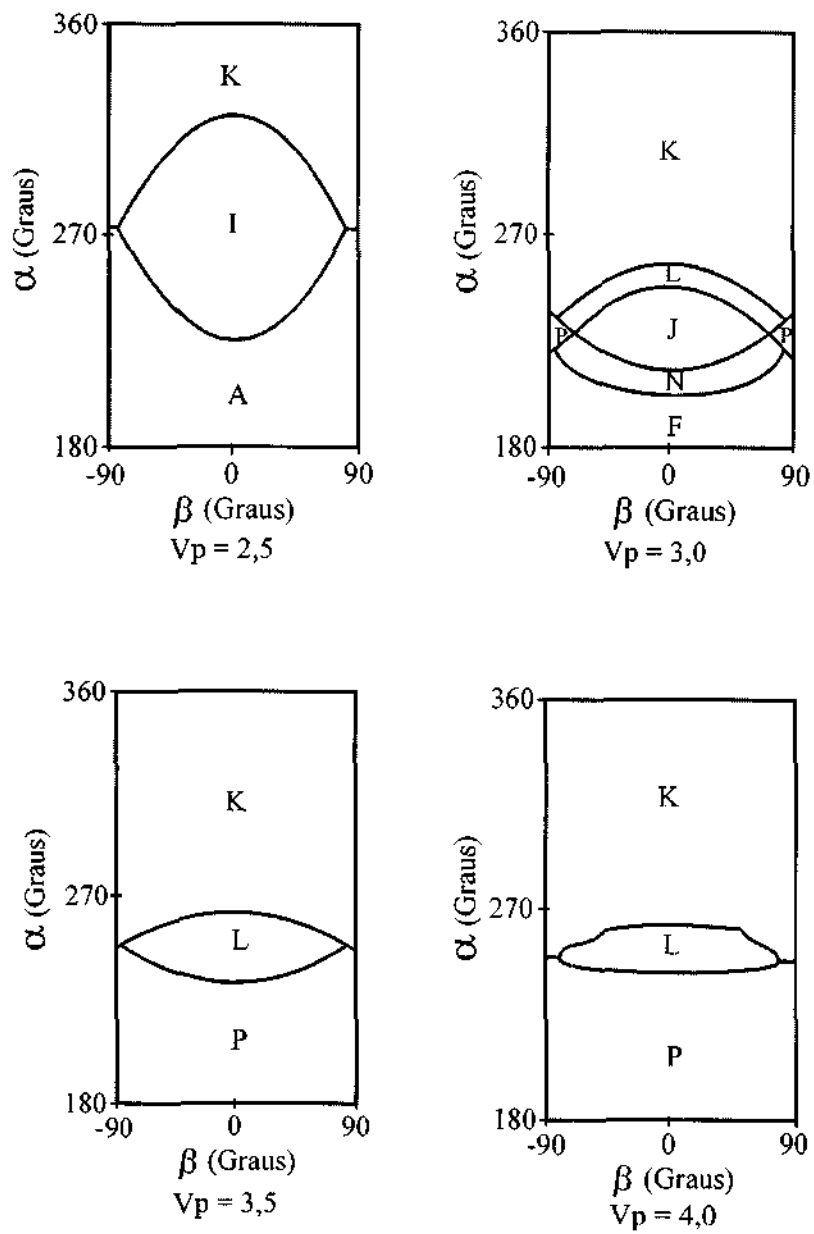 360
K
α (Graus)
270
I
A
180
-90 0 90
β (Graus)
Vp = 2,5
360
K
α (Graus)
270
L
J
P P
N
F
180
-90 0 90
β (Graus)
Vp = 3,0
360
K
α (Graus)
270
L
P
180
-90 0 90
β (Graus)
Vp = 3,5
360
K
α (Graus)
270
L
P
180
-90 0 90
β (Graus)
Vp = 4,0